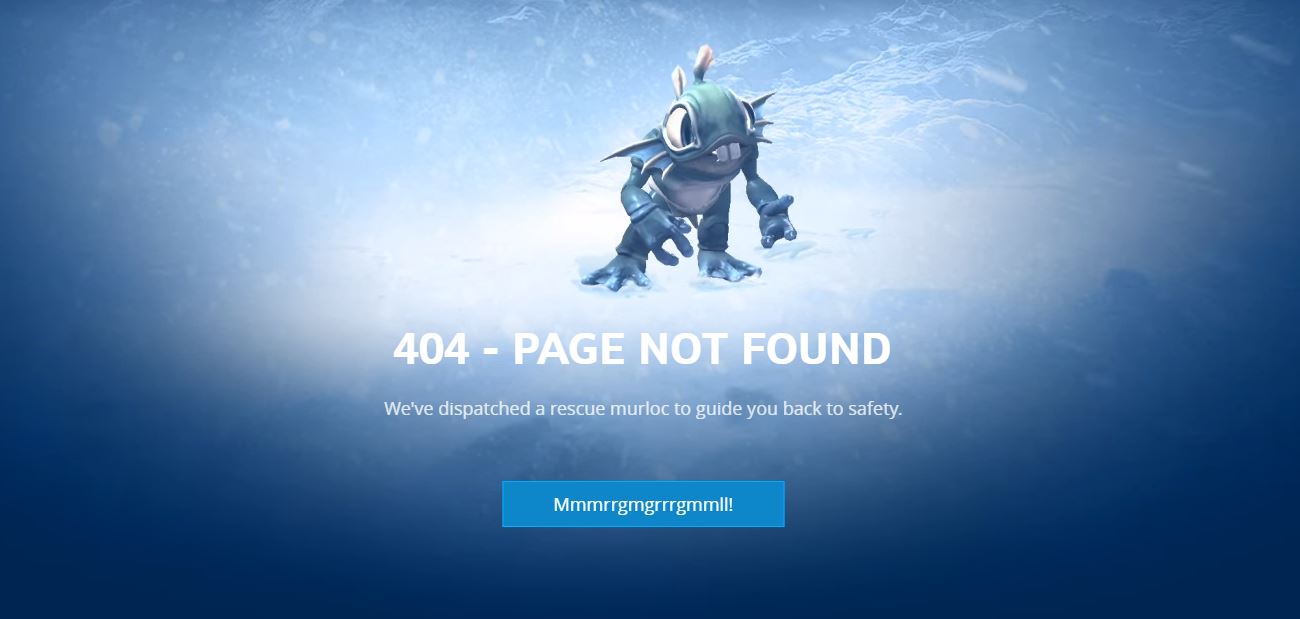 404 - PAGE NOT FOUND
We've dispatched a rescue murloc to guide you back to safety.
Mmmrrgmgrrrgmmll!